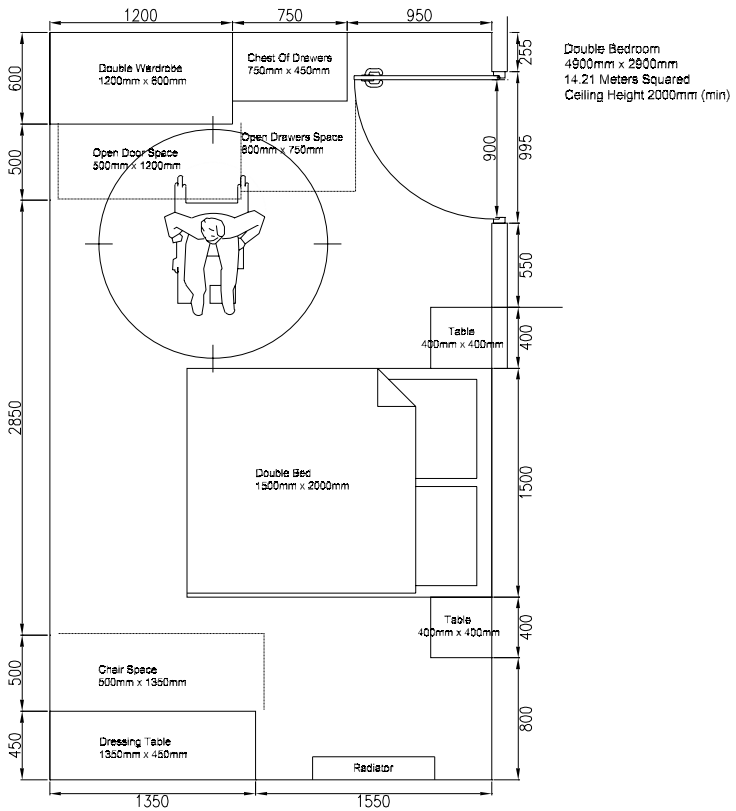 1200
750
950
Double Bedroom
4900mm x 2900mm
14.21 Meters Squared
Ceiling Height 2000mm (min)
255
Double Wardrobe
1200mm x 600mm
Chest Of Drawers
750mm x 450mm
600
Open Drawers Space
600mm x 750mm
Open Door Space
500mm x 1200mm
500
900
995
550
Table
400mm x 400mm
400
2850
Double Bed
1500mm x 2000mm
1500
Table
400mm x 400mm
400
Chair Space
500mm x 1350mm
500
800
Dressing Table
1350mm x 450mm
450
Radiator
1350
1550